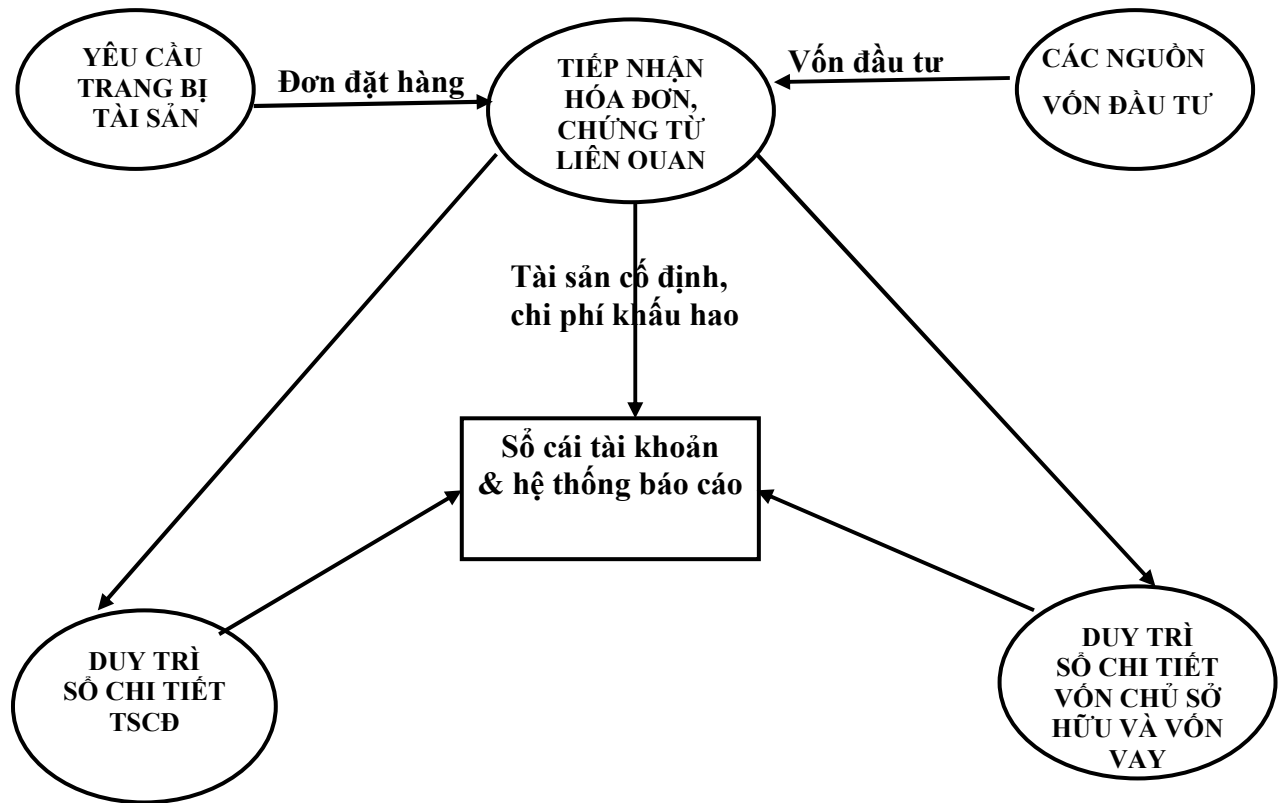 YÊU CẦU
TRANG BỊ
TÀI SẢN
Đơn đặt hàng
TIẾP NHẬN
HÓA ĐƠN,
CHỨNG TỪ
LIÊN OUAN
Vốn đầu tư
CÁC NGUỒN
VỐN ĐẦU TƯ
Tài sản cố định,
chi phí khấu hao
Sổ cái tài khoản
& hệ thống báo cáo
DUY TRÌ
SỔ CHI TIẾT
TSCĐ
DUY TRÌ
SỔ CHI TIẾT
VỐN CHỦ SỞ
HỮU VÀ VỐN
VAY